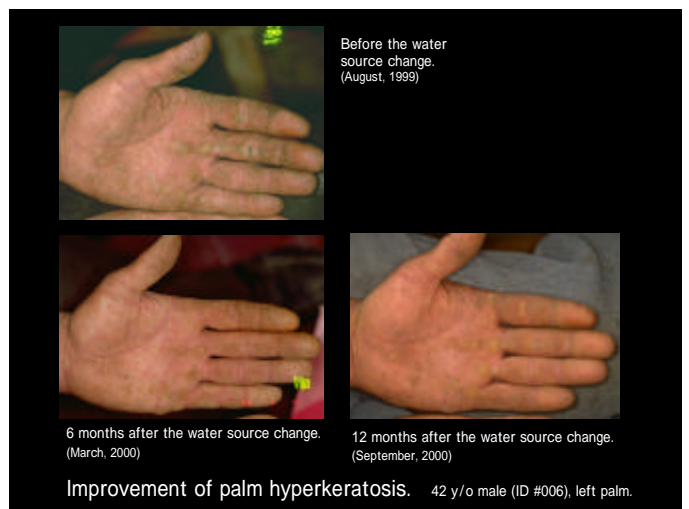 Before the water
source change.
(August, 1999)
6 months after the water source change.
(March, 2000)
12 months after the water source change.
(September, 2000)
Improvement of palm hyperkeratosis. 42 y/o male (ID #006), left palm.